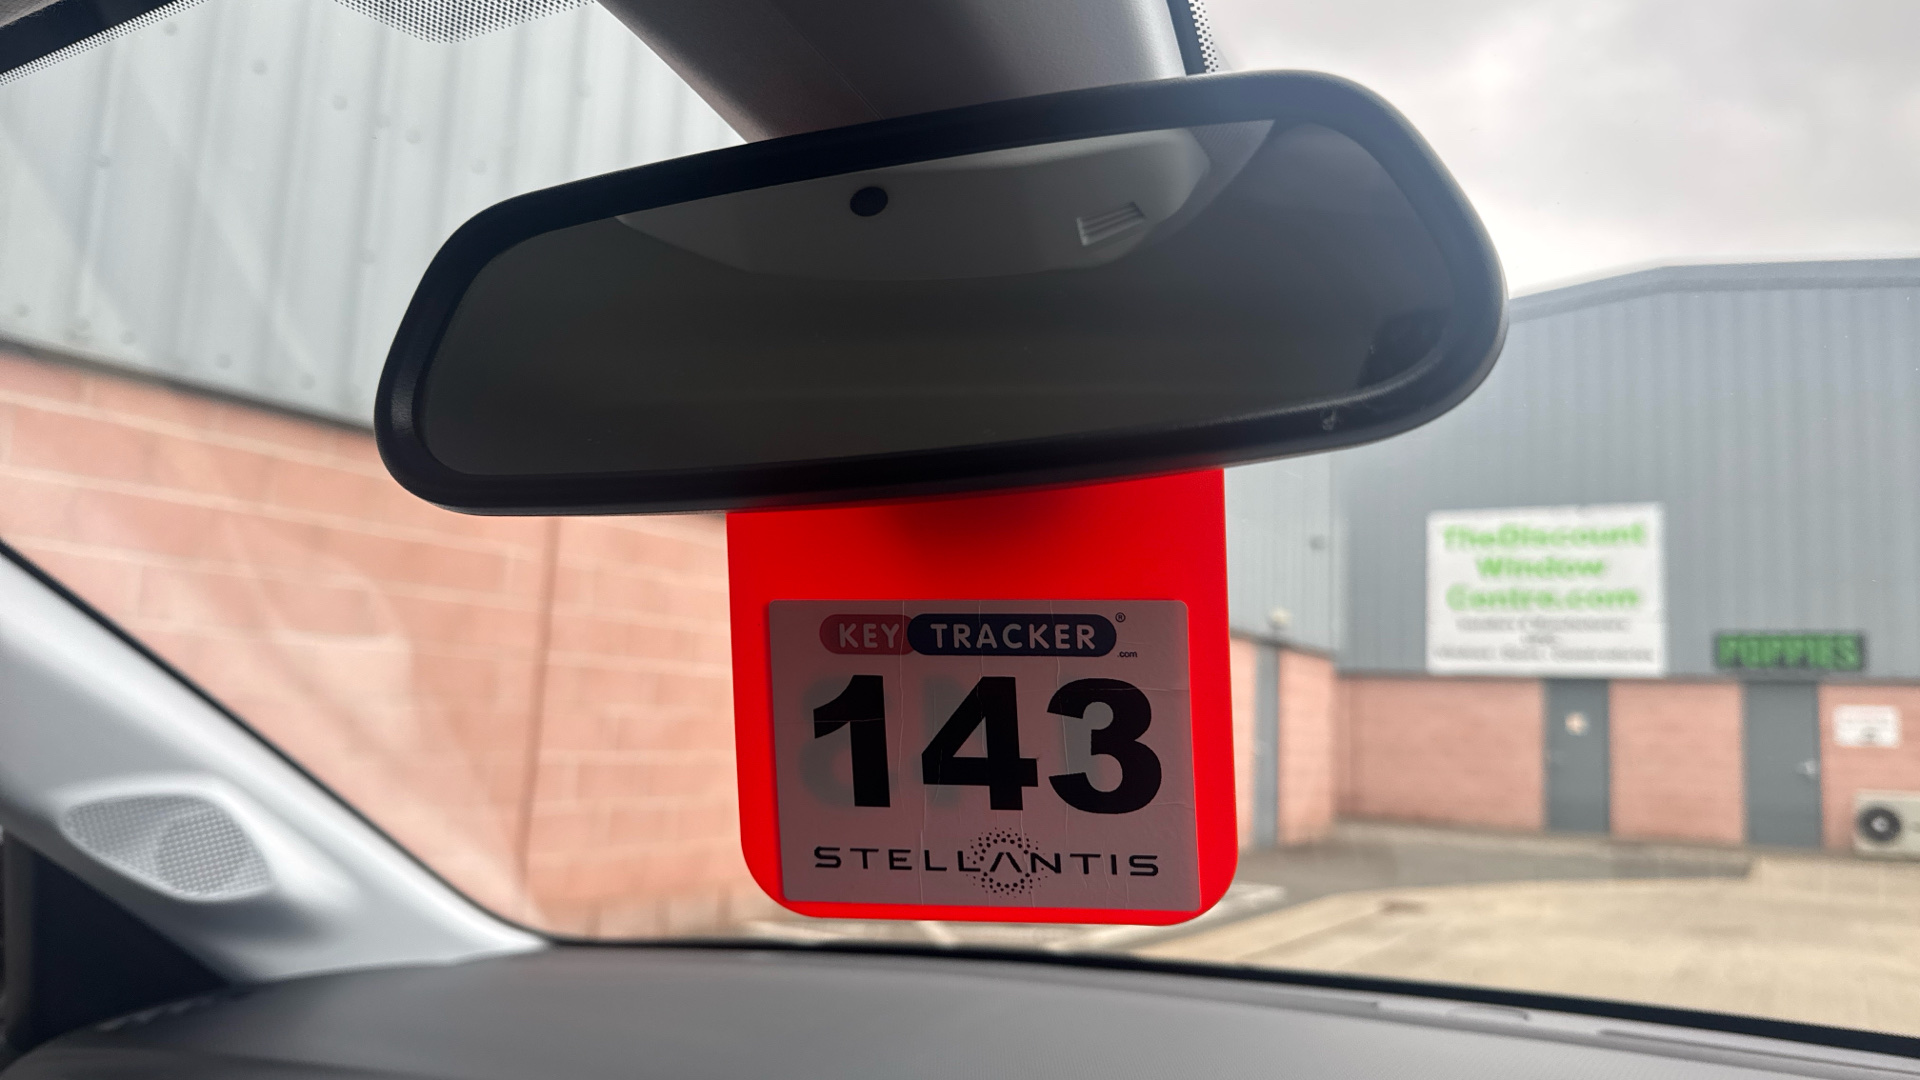 KEY TRACKER®
.com
143
STELLANTIS
TheDiscount
Window
Centre.com
POPPIES